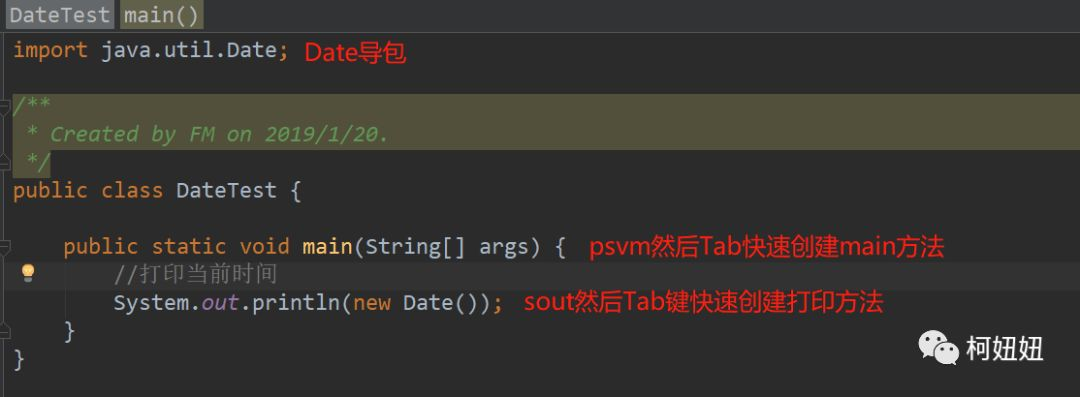 DateTest main()
import java.util.Date; Date导包
/**
* Created by FM on 2019/1/20.
*/
public class DateTest {
public static void main(String[] args) { psvm然后Tab快速创建main方法
//打印当前时间
System.out.println(new Date()); sout然后Tab键快速创建打印方法
}
}
柯妞妞